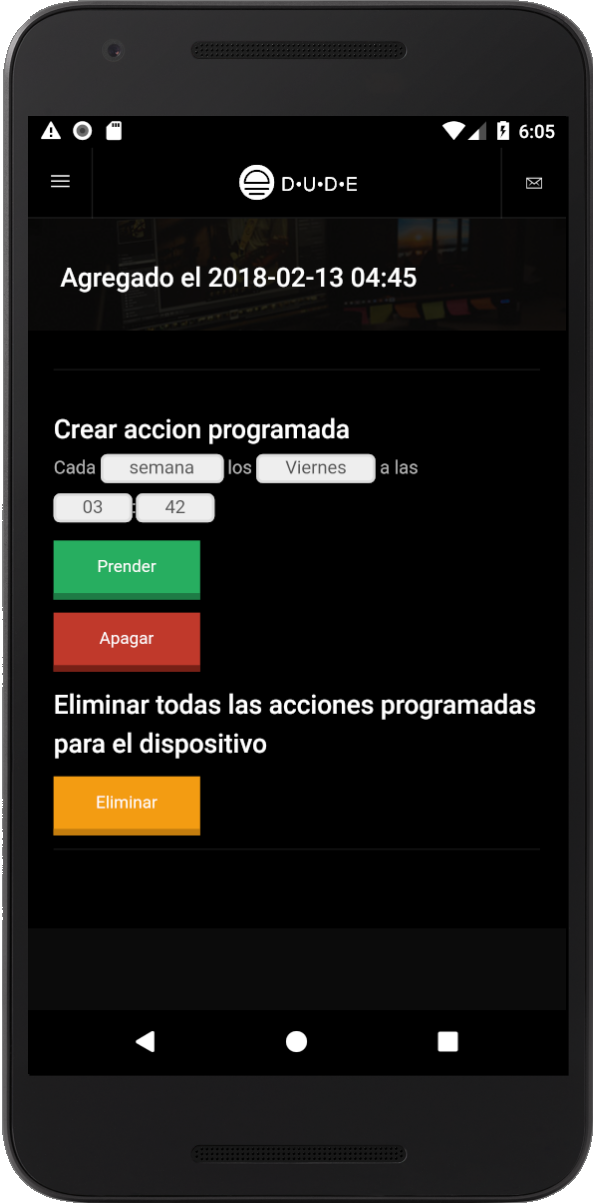 6:05
D•U•D•E
Agregado el 2018-02-13 04:45
Crear accion programada
Cada semana los Viernes a las
03 : 42
Prender
Apagar
Eliminar todas las acciones programadas
para el dispositivo
Eliminar